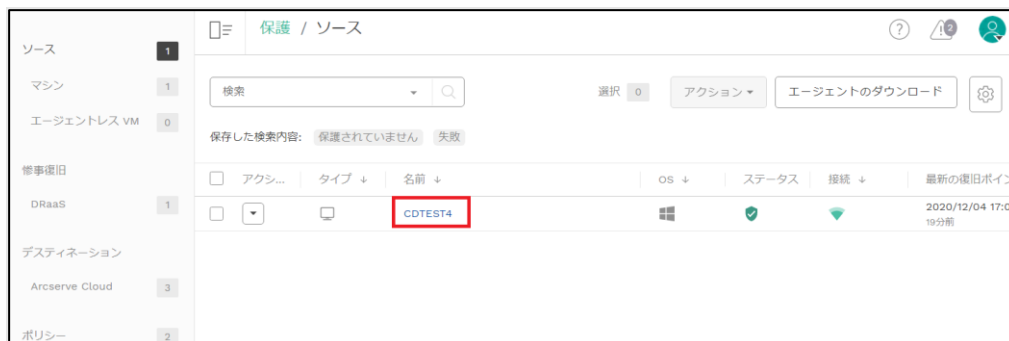 ソース 1
マシン 1
エージェントレス VM 0
惨事復旧
DRaaS 1
デスティネーション
Arcserve Cloud 3
ポリシー 2
保護 / ソース
? 2
検索
選択 0 アクション エージェントのダウンロード
保存した検索内容: 保護されていません 失敗
アクシ... タイプ ↓ 名前 ↓ OS ↓ ステータス 接続 ↓ 最新の復旧ポイン
CDTEST4 2020/12/04 17:0
19分前